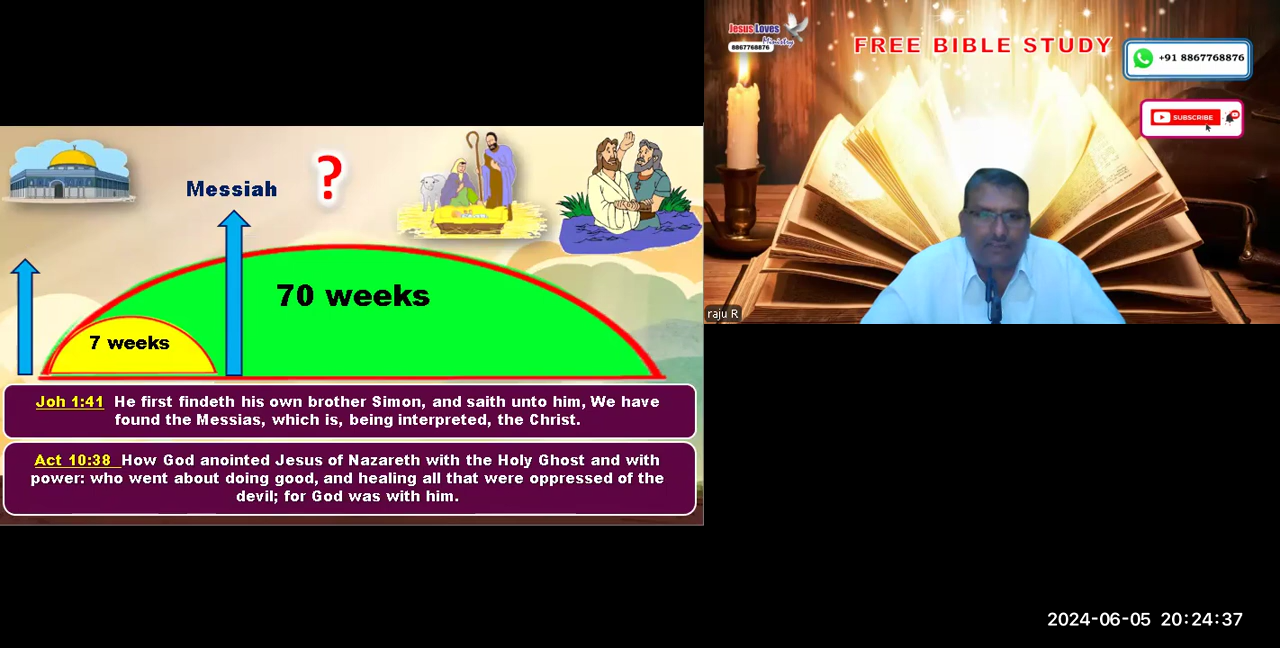 Messiah
?
70 weeks
7 weeks
Joh 1:41 He first findeth his own brother Simon, and saith unto him, We have
found the Messias, which is, being interpreted, the Christ.
Act 10:38 How God anointed Jesus of Nazareth with the Holy Ghost and with
power: who went about doing good, and healing all that were oppressed of the
devil; for God was with him.
Jesus Loves
Ministry
8867768876
FREE BIBLE STUDY
+91 8867768876
SUBSCRIBE
raju R
2024-06-05 20:24:37